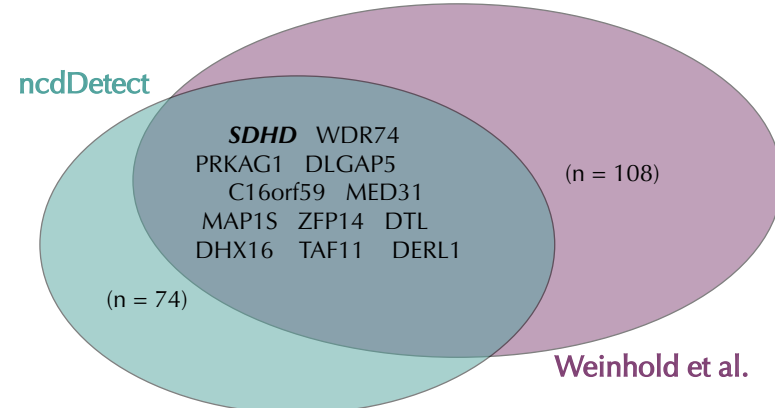 ncdDetect
SDHD WDR74
PRKAG1 DLGAP5
(n = 108)
C16orf59 MED31
MAP1S ZFP14 DTL
DHX16 TAF11 DERL1
(n = 74)
Weinhold et al.